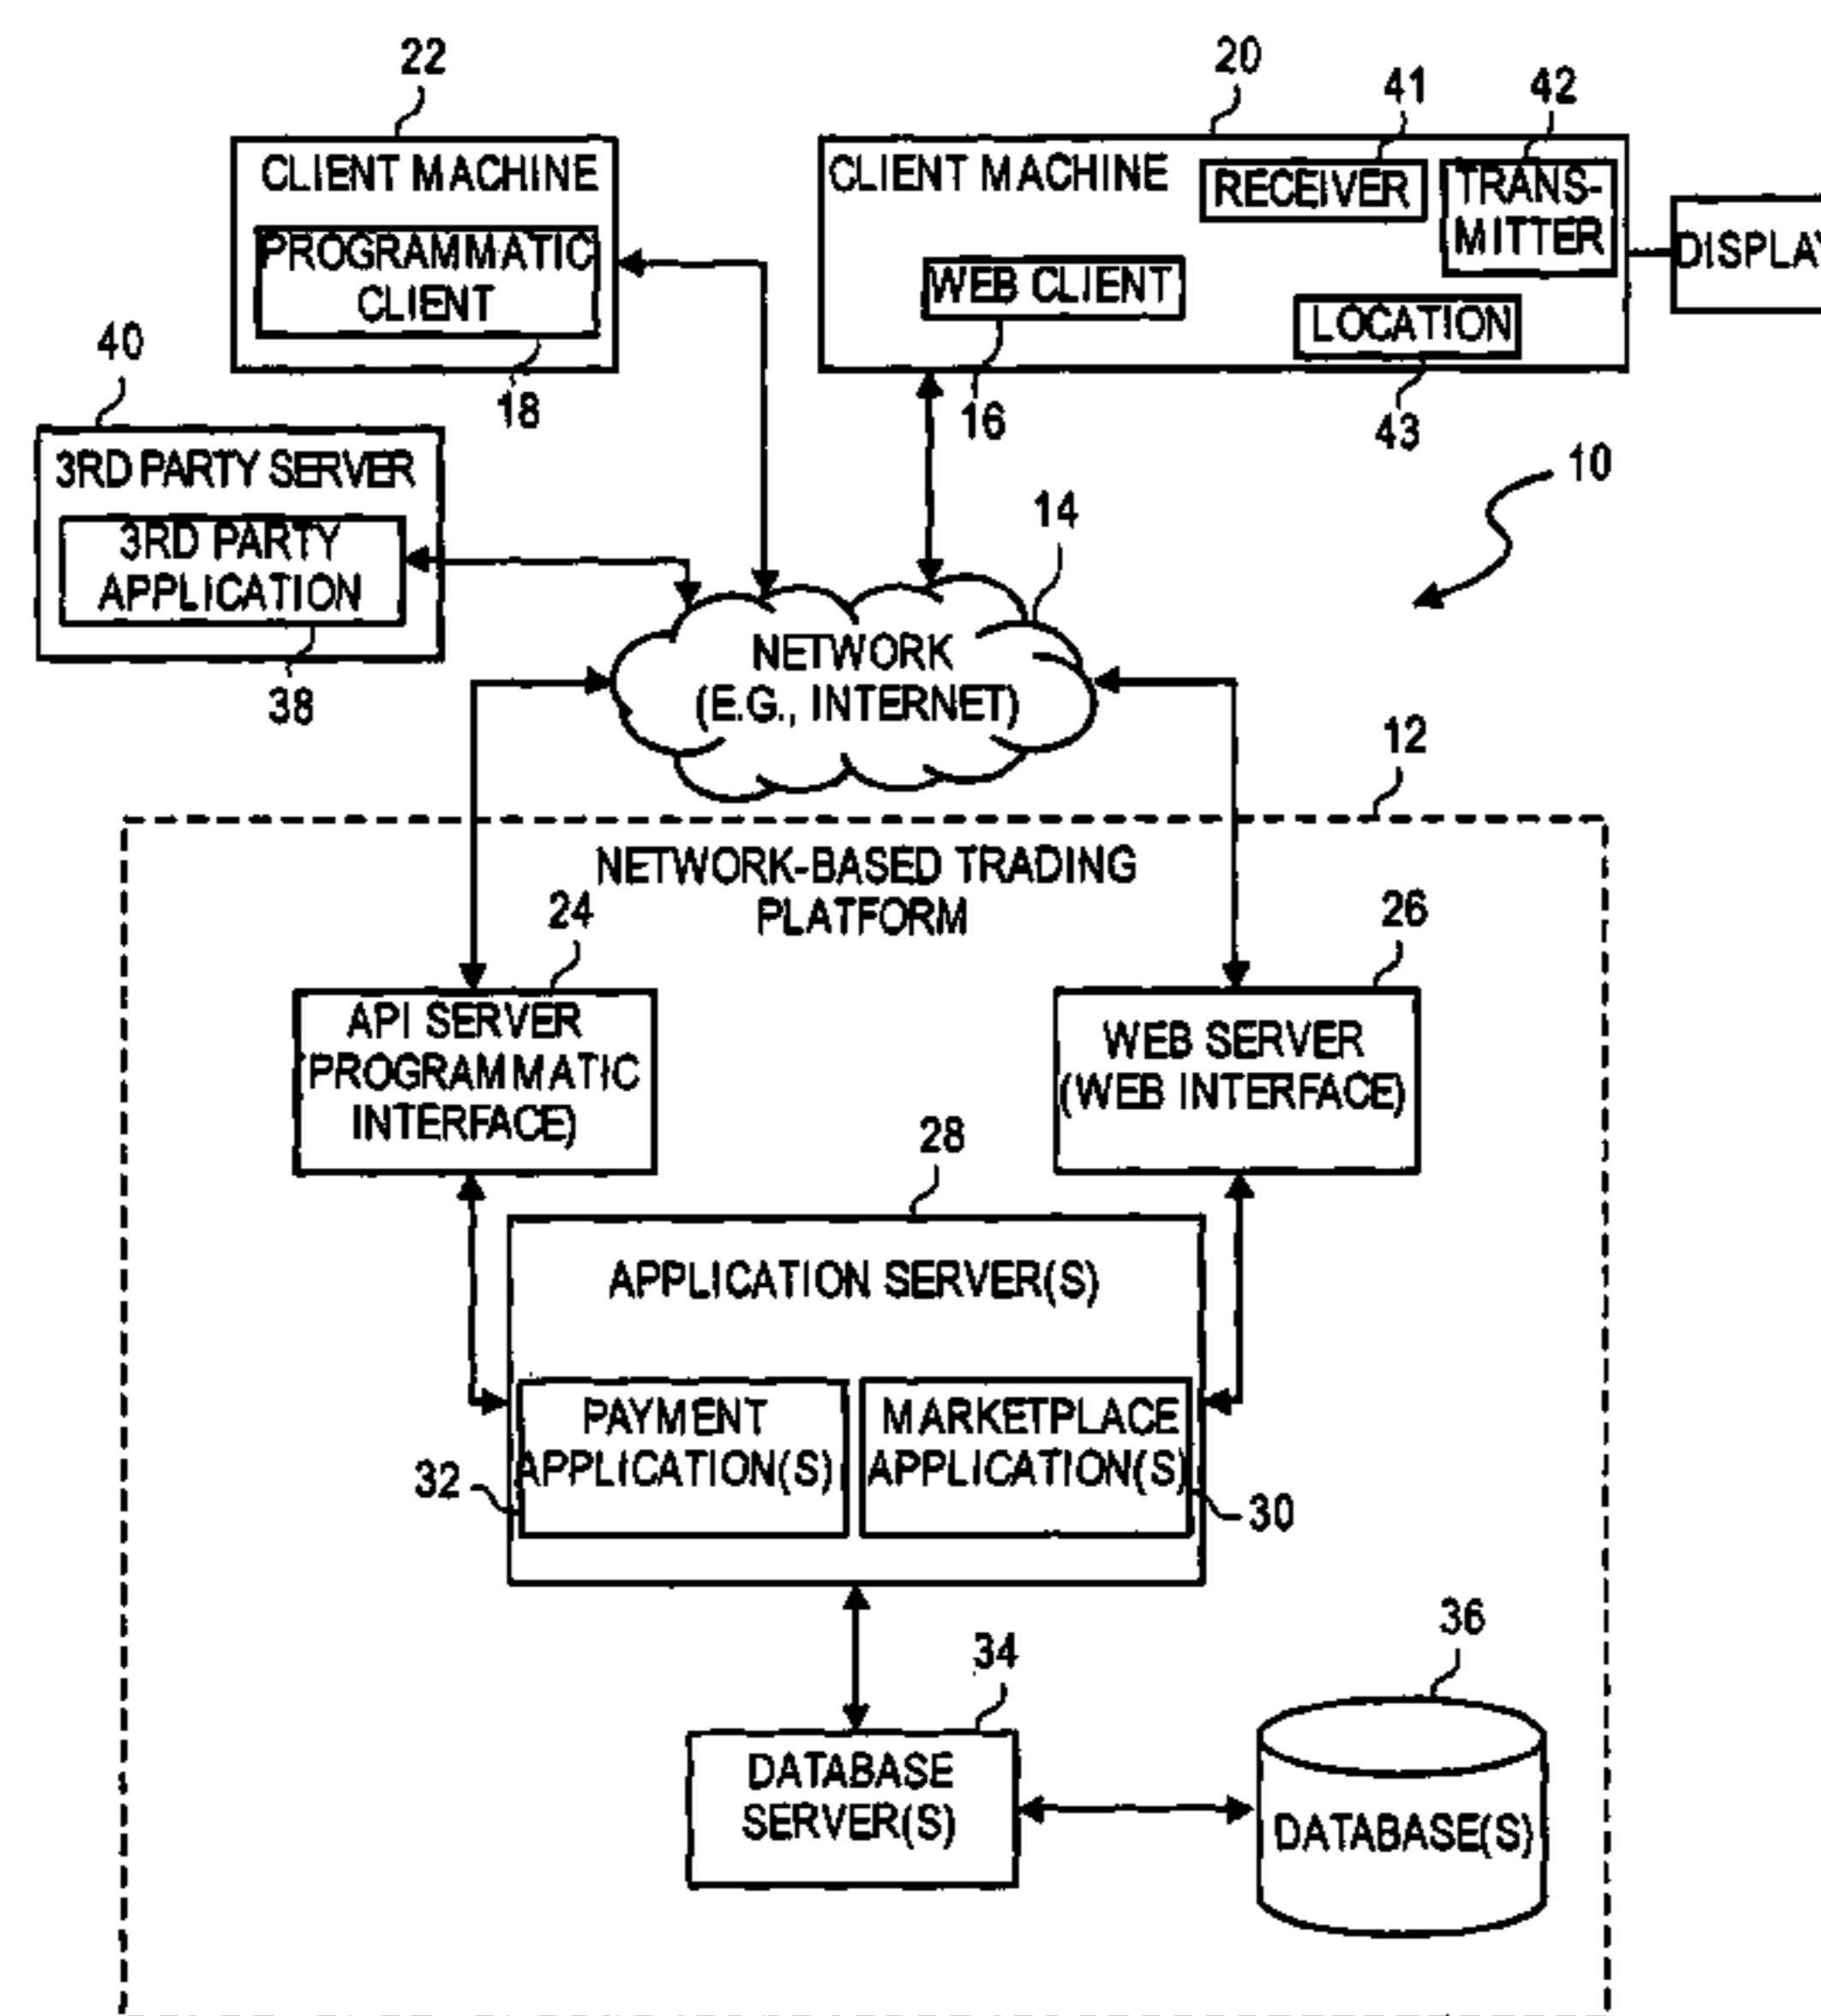 22
20
41
42
CLIENT MACHINE
PROGRAMMATIC
CLIENT
18
CLIENT MACHINE
RECEIVER
TRANS-
MITTER
DISPLAY
WEB CLIENT
LOCATION
16
43
40
3RD PARTY SERVER
3RD PARTY
APPLICATION
38
10
14
NETWORK
(E.G., INTERNET)
12
NETWORK-BASED TRADING
PLATFORM
24
26
API SERVER
PROGRAMMATIC
INTERFACE)
WEB SERVER
(WEB INTERFACE)
28
APPLICATION SERVER(S)
PAYMENT
APPLICATION(S)
MARKETPLACE
APPLICATION(S)
32
30
34
36
DATABASE
SERVER(S)
DATABASE(S)